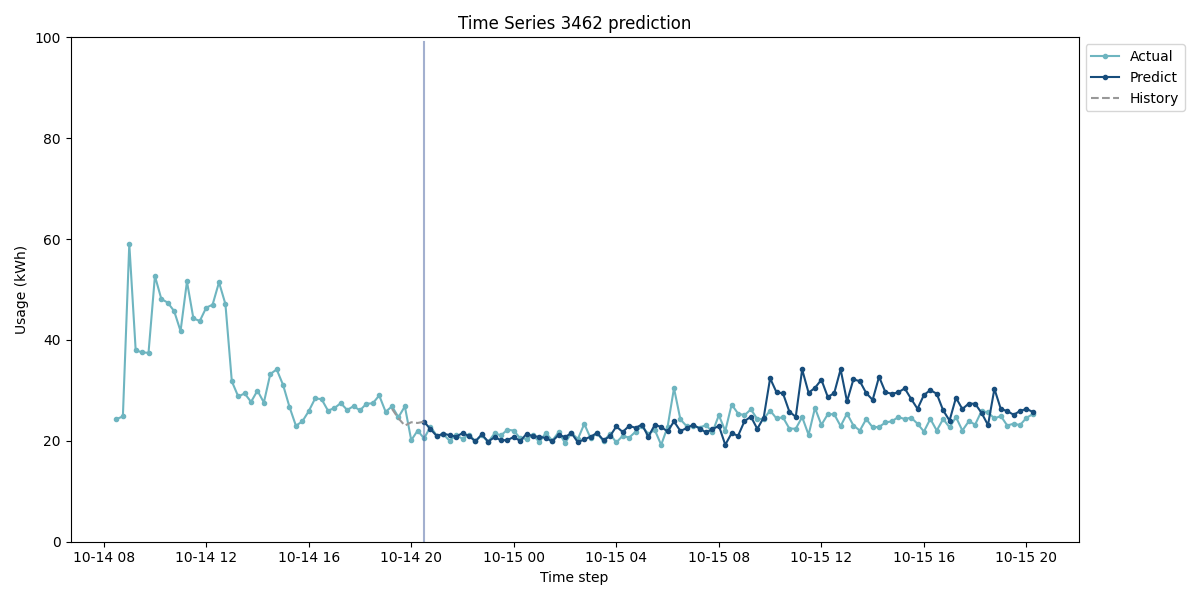 Time Series 3462 prediction
100
80
60
40
20
0
Usage (kWh)
10-14 08
10-14 12
10-14 16
10-14 20
10-15 00
10-15 04
10-15 08
10-15 12
10-15 16
10-15 20
Time step
Actual
Predict
History